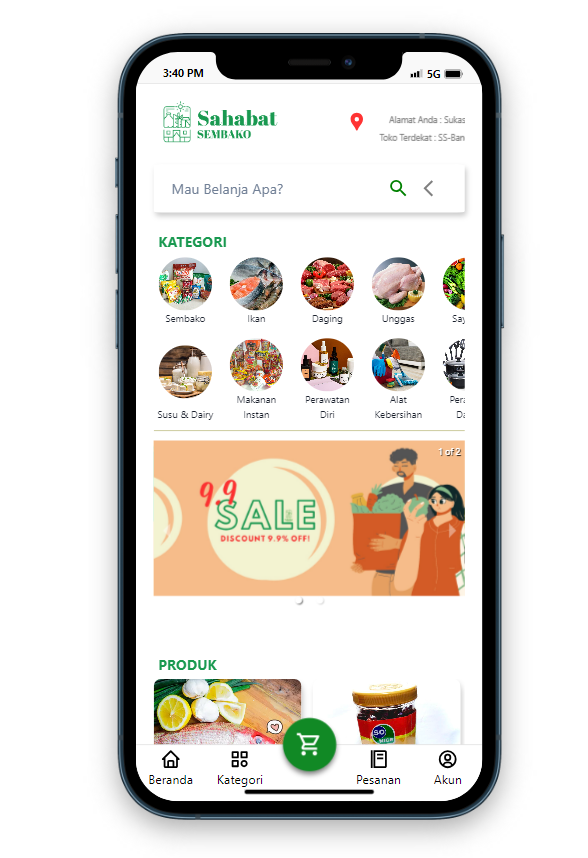 3:40 PM
5G
Sahabat
SEMBAKO
Alamat Anda : Sukas
Toko Terdekat : SS-Ban
Mau Belanja Apa?
KATEGORI
Sembako
Ikan
Daging
Unggas
Say
Susu & Dairy
Makanan
Instan
Perawatan
Diri
Alat
Kebersihan
Pera
Da
1 of 2
9.9
SALE
DISCOUNT 9.9% OFF!
PRODUK
Beranda
Kategori
Pesanan
Akun